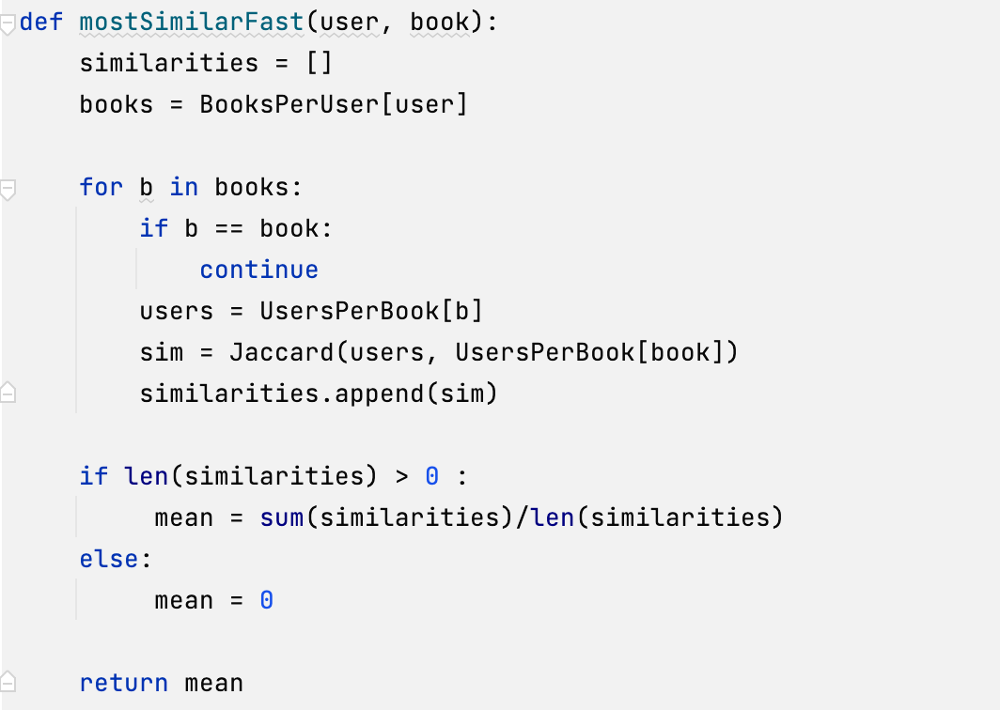 def mostSimilarFast(user, book):
    similarities = []
    books = BooksPerUser[user]

    for b in books:
        if b == book:
            continue
        users = UsersPerBook[b]
        sim = Jaccard(users, UsersPerBook[book])
        similarities.append(sim)

    if len(similarities) > 0 :
         mean = sum(similarities)/len(similarities)
    else:
         mean = 0

    return mean